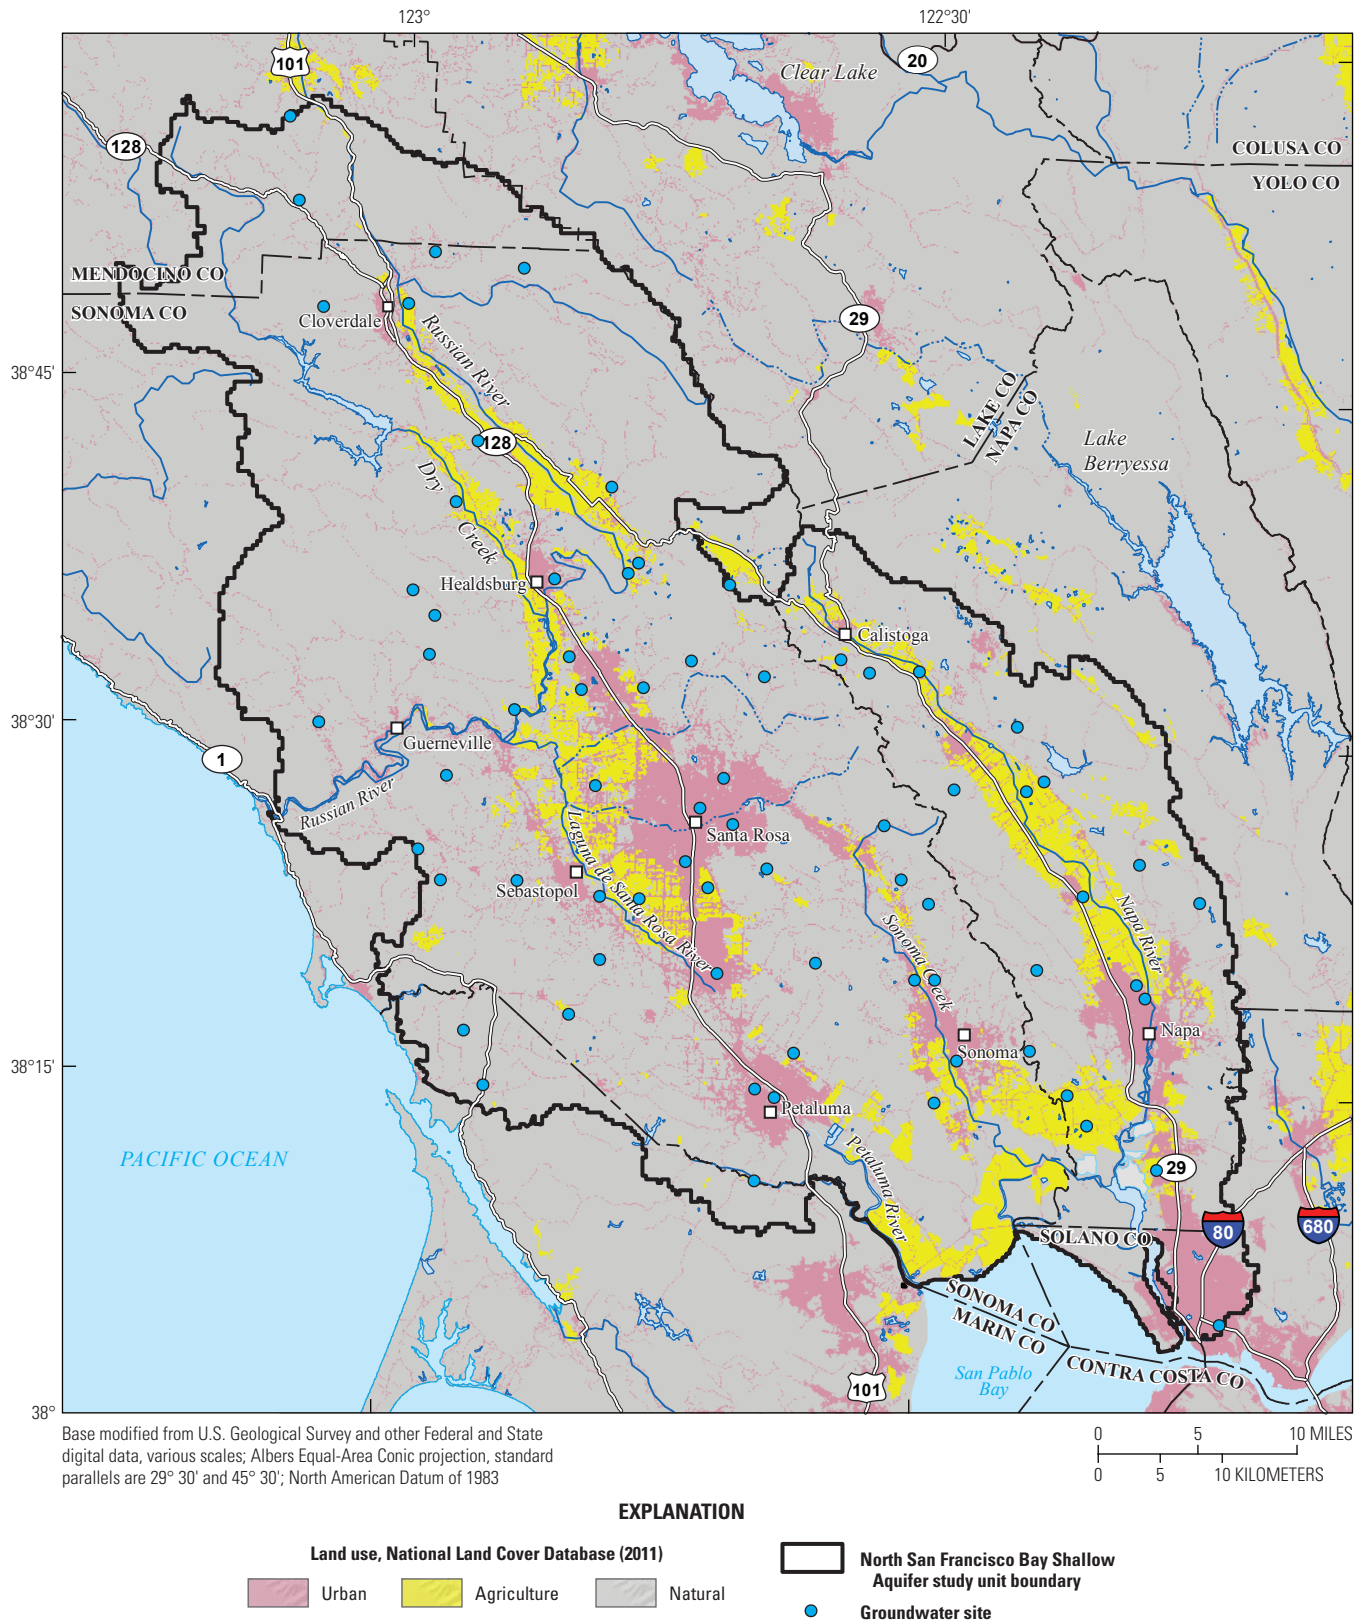 123°
122°30'
101
20
Clear Lake
128
COLUSA CO
YOLO CO
MENDOCINO CO
SONOMA CO
Cloverdale
Russian River
29
38°45'
LAKE CO
NAPA CO
128
Lake
Berryessa
Dry
Creek
Healdsburg
Calistoga
38°30'
Guerneville
1
Russian River
Santa Rosa
Laguna de Santa Rosa River
Sebastopol
Napa River
Sonoma Creek
Napa
Sonoma
38°15'
Petaluma
PACIFIC OCEAN
Petaluma River
29
SOLANO CO
80
680
SONOMA CO
MARIN CO
CONTRA COSTA CO
San Pablo
Bay
101
38°
Base modified from U.S. Geological Survey and other Federal and State
digital data, various scales; Albers Equal-Area Conic projection, standard
parallels are 29° 30' and 45° 30'; North American Datum of 1983
0 5 10 MILES
0 5 10 KILOMETERS
EXPLANATION
Land use, National Land Cover Database (2011)
Urban
Agriculture
Natural
North San Francisco Bay Shallow
Aquifer study unit boundary
Groundwater site